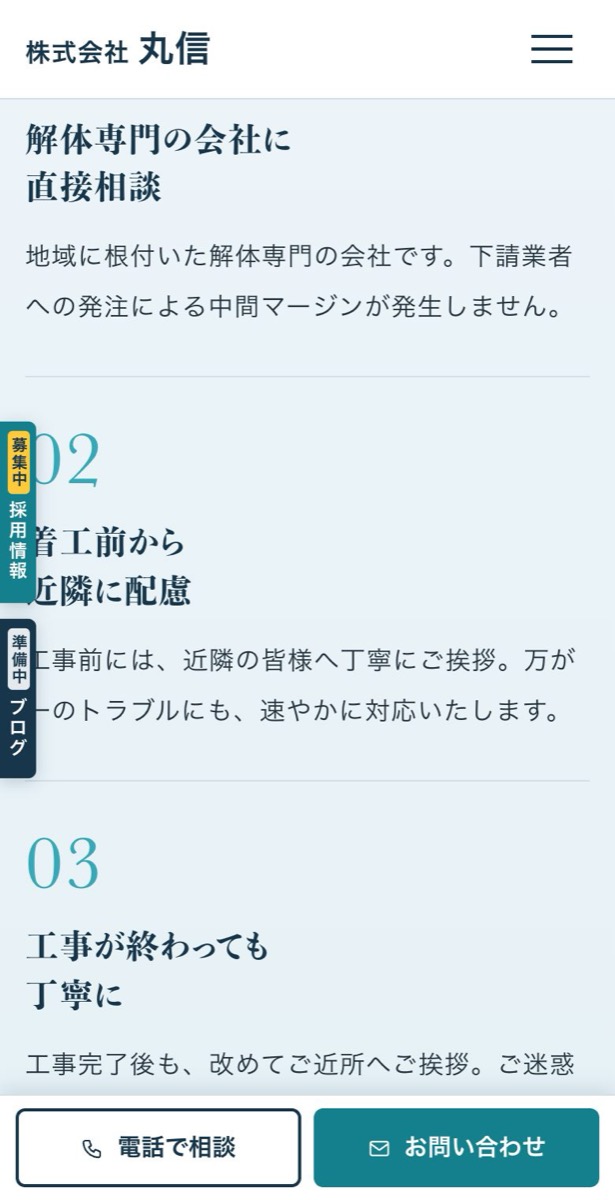 株式会社 丸信
解体専門の会社に
直接相談
地域に根付いた解体専門の会社です。下請業者
への発注による中間マージンが発生しません。
02
着工前から
近隣に配慮
工事前には、近隣の皆様へ丁寧にご挨拶。万が
一のトラブルにも、速やかに対応いたします。
募集中
採用情報
準備中
ブログ
03
工事が終わっても
丁寧に
工事完了後も、改めてご近所へご挨拶。ご迷惑
電話で相談
お問い合わせ